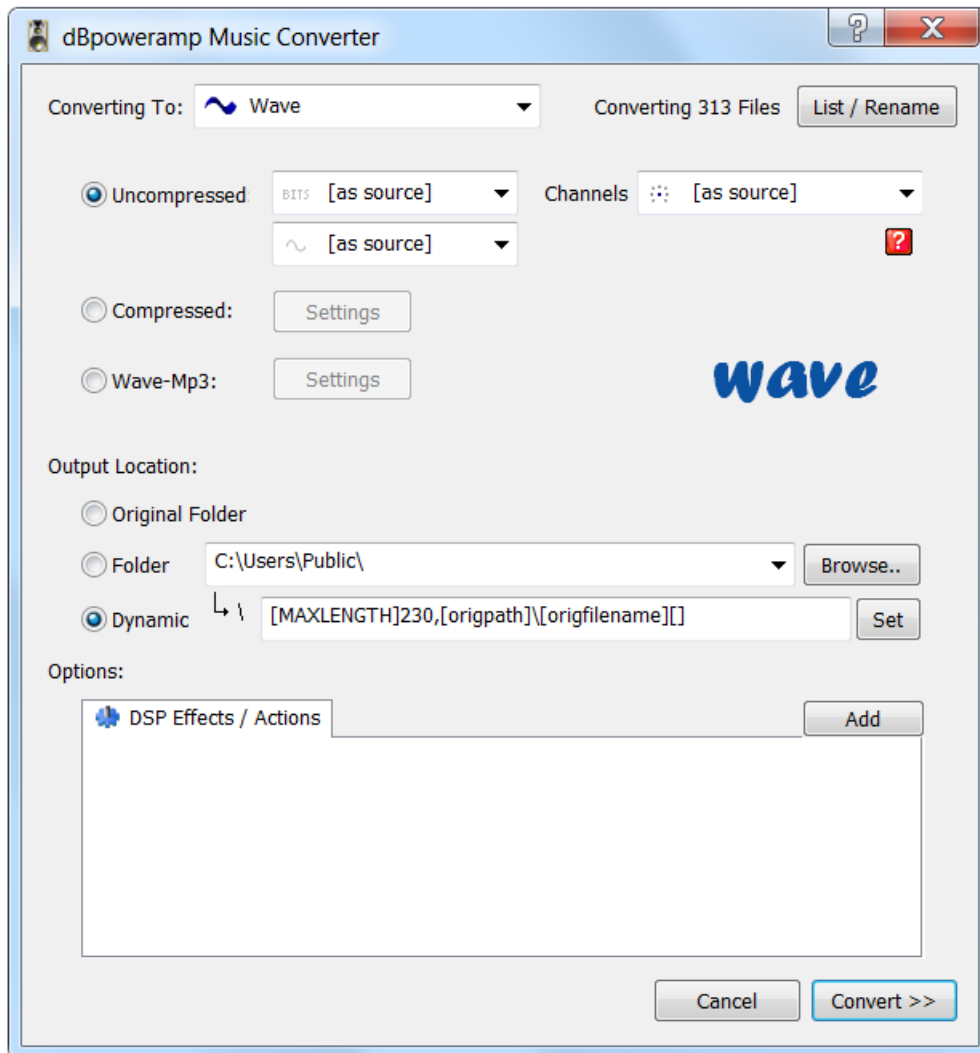 dBpoweramp Music Converter
Converting To: Wave Converting 313 Files List / Rename
Uncompressed: BITS [as source] Channels [as source]
[as source]
Compressed: Settings
Wave-Mp3: Settings
wave
Output Location:
Original Folder
Folder C:\Users\Public\ Browse..
Dynamic \ [MAXLENGTH]230,[origpath]\[origfilename][] Set
Options:
DSP Effects / Actions Add
Cancel Convert >>